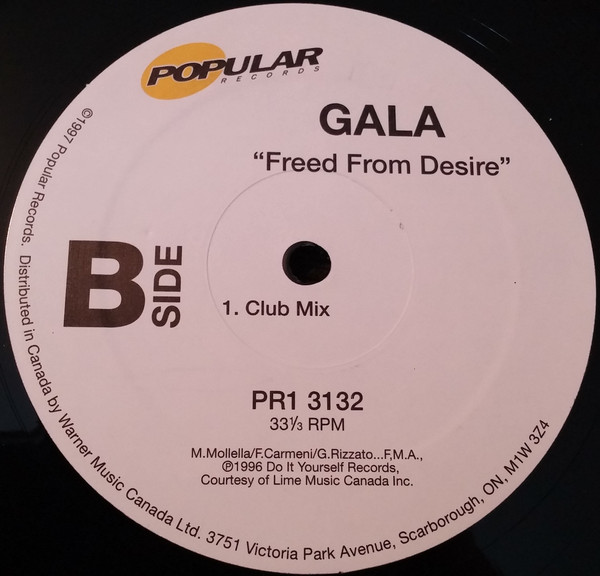 POPULAR
RECORDS
GALA
“Freed From Desire”
B SIDE
1. Club Mix
PR1 3132
33⅓ RPM
M.Mollella/F.Carmeni/G.Rizzato...F,M.A.,
℗1996 Do It Yourself Records,
Courtesy of Lime Music Canada Inc.
©1997 Popular Records. Distributed in Canada by Warner Music Canada Ltd. 3751 Victoria Park Avenue, Scarborough, ON, M1W 3Z4